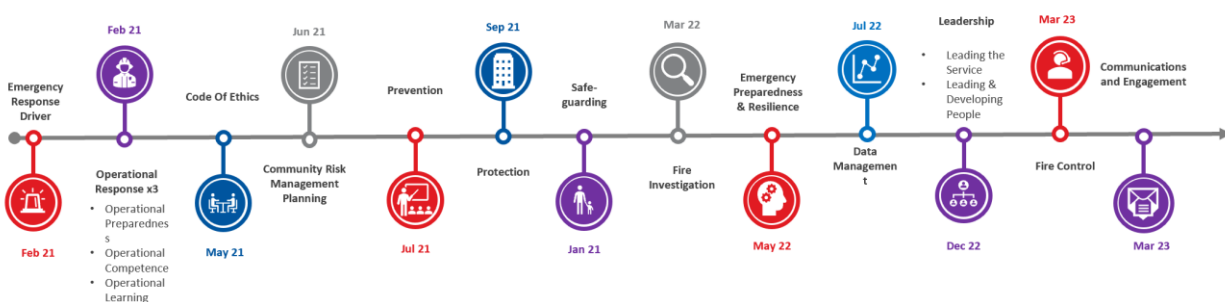 Emergency
Response
Driver
Feb 21
Feb 21
Operational
Response x3
• Operational
Preparednes
s
• Operational
Competence
• Operational
Learning
Code Of Ethics
May 21
Jun 21
Community Risk
Management
Planning
Prevention
Jul 21
Sep 21
Protection
Safe-
guarding
Jan 21
Mar 22
Fire
Investigation
Emergency
Preparedness
& Resilience
May 22
Jul 22
Data
Managemen
t
Leadership
• Leading the
Service
• Leading &
Developing
People
Dec 22
Mar 23
Fire Control
Communications
and Engagement
Mar 23